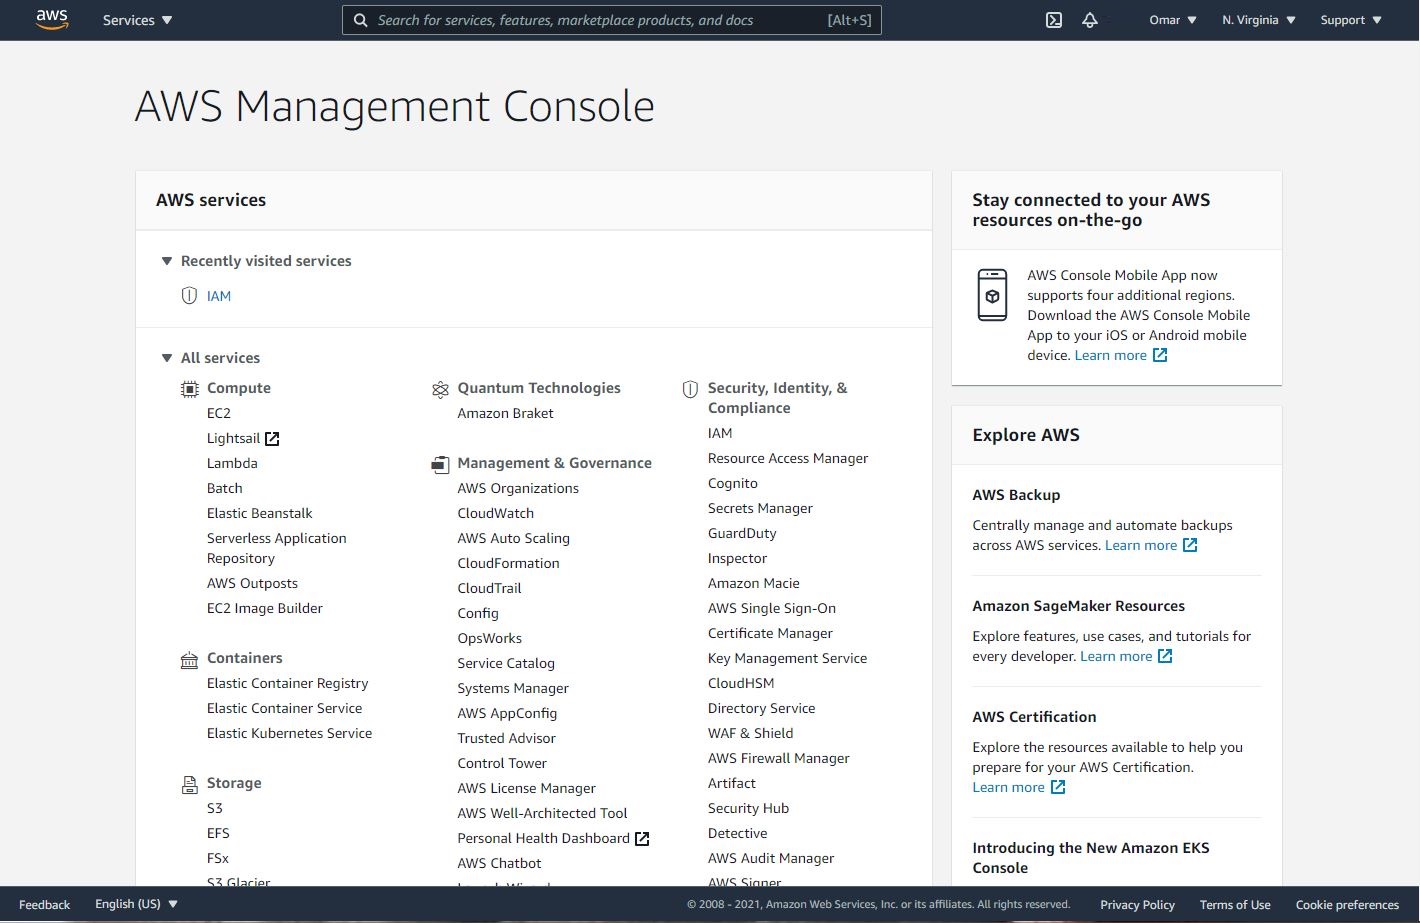 aws
Services
Search for services, features, marketplace products, and docs [Alt+S]
Omar
N. Virginia
Support
AWS Management Console
AWS services
Recently visited services
IAM
All services
Compute
EC2
Lightsail
Lambda
Batch
Elastic Beanstalk
Serverless Application
Repository
AWS Outposts
EC2 Image Builder
Containers
Elastic Container Registry
Elastic Container Service
Elastic Kubernetes Service
Storage
S3
EFS
FSx
S3 Glacier
Quantum Technologies
Amazon Braket
Management & Governance
AWS Organizations
CloudWatch
AWS Auto Scaling
CloudFormation
CloudTrail
Config
OpsWorks
Service Catalog
Systems Manager
AWS AppConfig
Trusted Advisor
Control Tower
AWS License Manager
AWS Well-Architected Tool
Personal Health Dashboard
AWS Chatbot
Security, Identity, &
Compliance
IAM
Resource Access Manager
Cognito
Secrets Manager
GuardDuty
Inspector
Amazon Macie
AWS Single Sign-On
Certificate Manager
Key Management Service
CloudHSM
Directory Service
WAF & Shield
AWS Firewall Manager
Artifact
Security Hub
Detective
AWS Audit Manager
AWS Signer
Stay connected to your AWS
resources on-the-go
AWS Console Mobile App now
supports four additional regions.
Download the AWS Console Mobile
App to your iOS or Android mobile
device. Learn more
Explore AWS
AWS Backup
Centrally manage and automate backups
across AWS services. Learn more
Amazon SageMaker Resources
Explore features, use cases, and tutorials for
every developer. Learn more
AWS Certification
Explore the resources available to help you
prepare for your AWS Certification.
Learn more
Introducing the New Amazon EKS
Console
Feedback
English (US)
© 2008 - 2021, Amazon Web Services, Inc. or its affiliates. All rights reserved.
Privacy Policy
Terms of Use
Cookie preferences